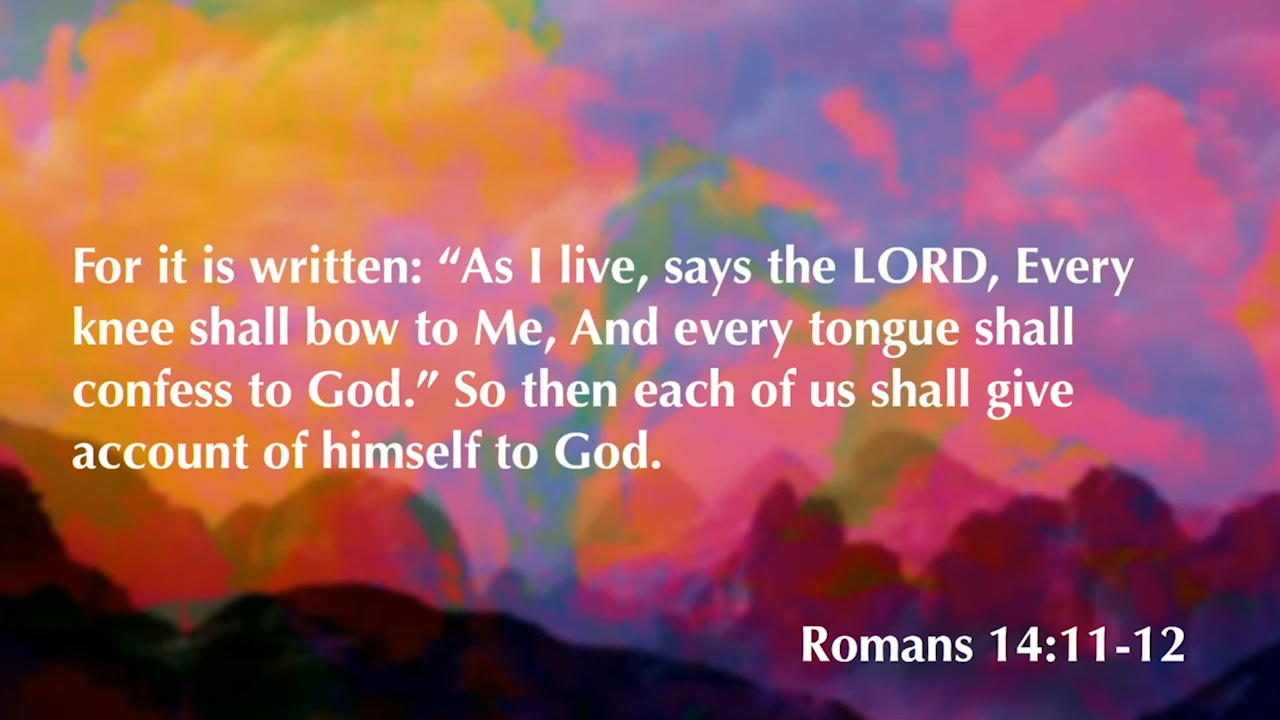 For it is written: “As I live, says the LORD, Every
knee shall bow to Me, And every tongue shall
confess to God.” So then each of us shall give
account of himself to God.
Romans 14:11-12